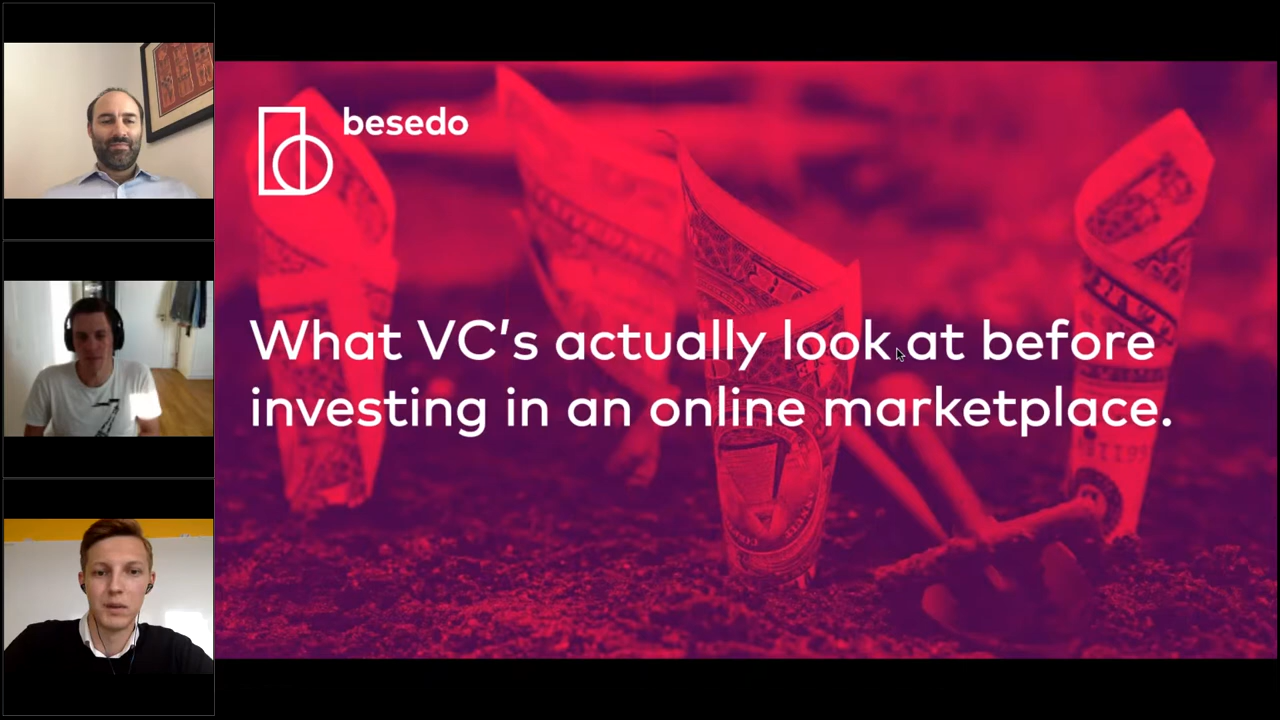 besedo
What VC’s actually look at before
investing in an online marketplace.